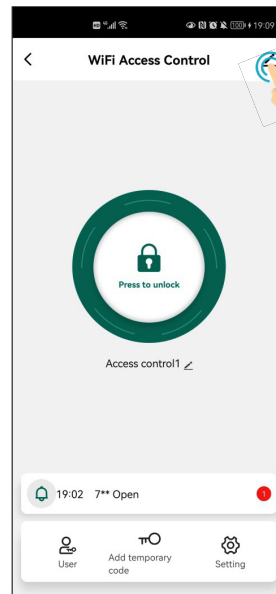 100 19:09
WiFi Access Control
Press to unlock
Access control1
19:02 7** Open 1
User
Add temporary
code
Setting